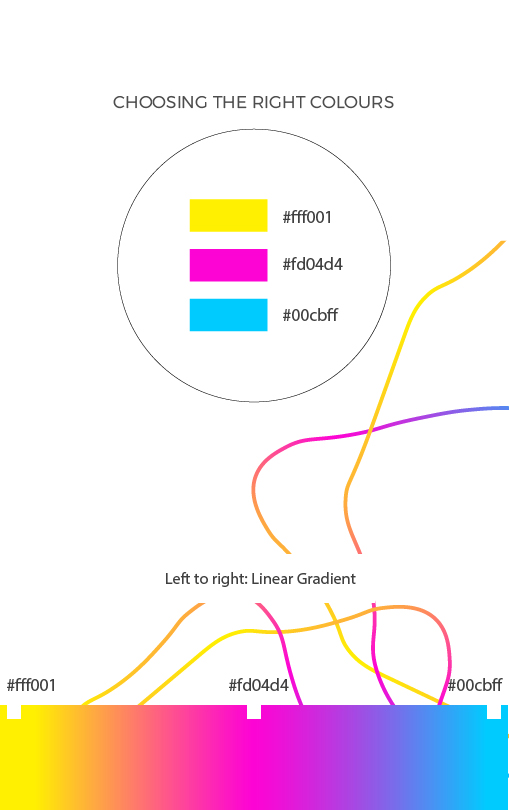 CHOOSING THE RIGHT COLOURS
#fff001
#fd04d4
#00cbff
Left to right: Linear Gradient
#fff001
#fd04d4
#00cbff